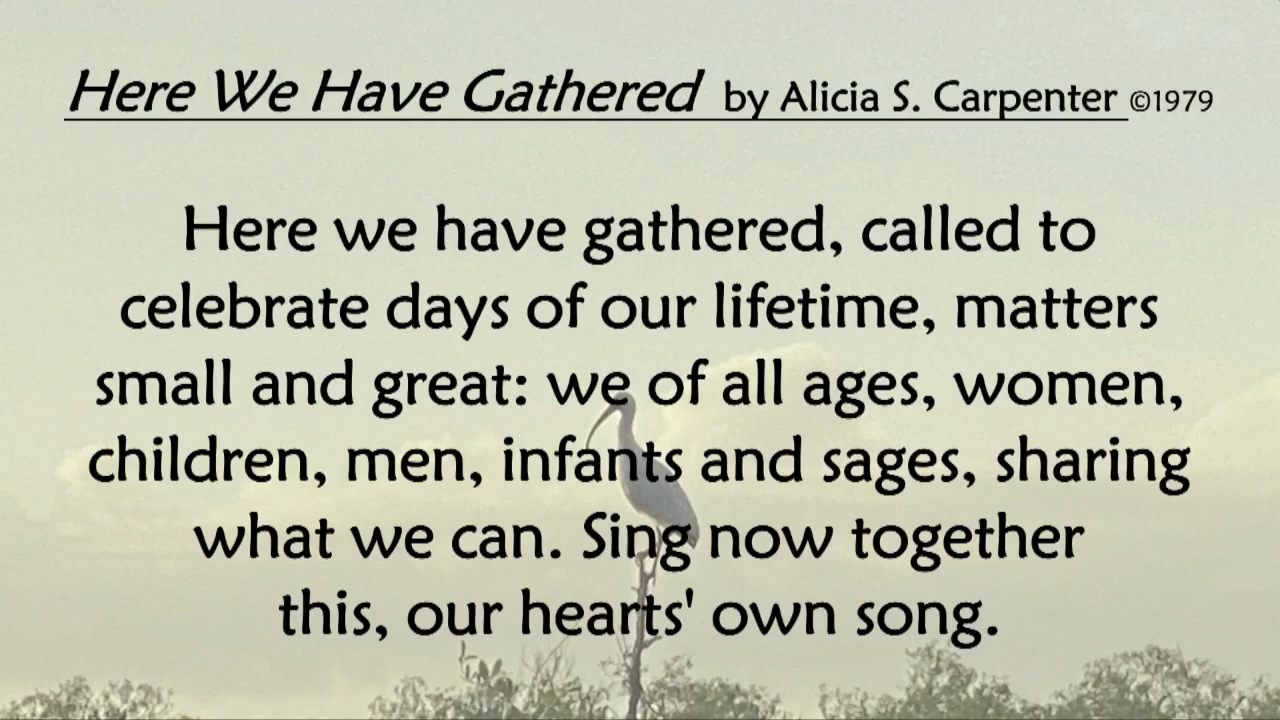 Here We Have Gathered by Alicia S. Carpenter ©1979
Here we have gathered, called to
celebrate days of our lifetime, matters
small and great: we of all ages, women,
children, men, infants and sages, sharing
what we can. Sing now together
this, our hearts' own song.